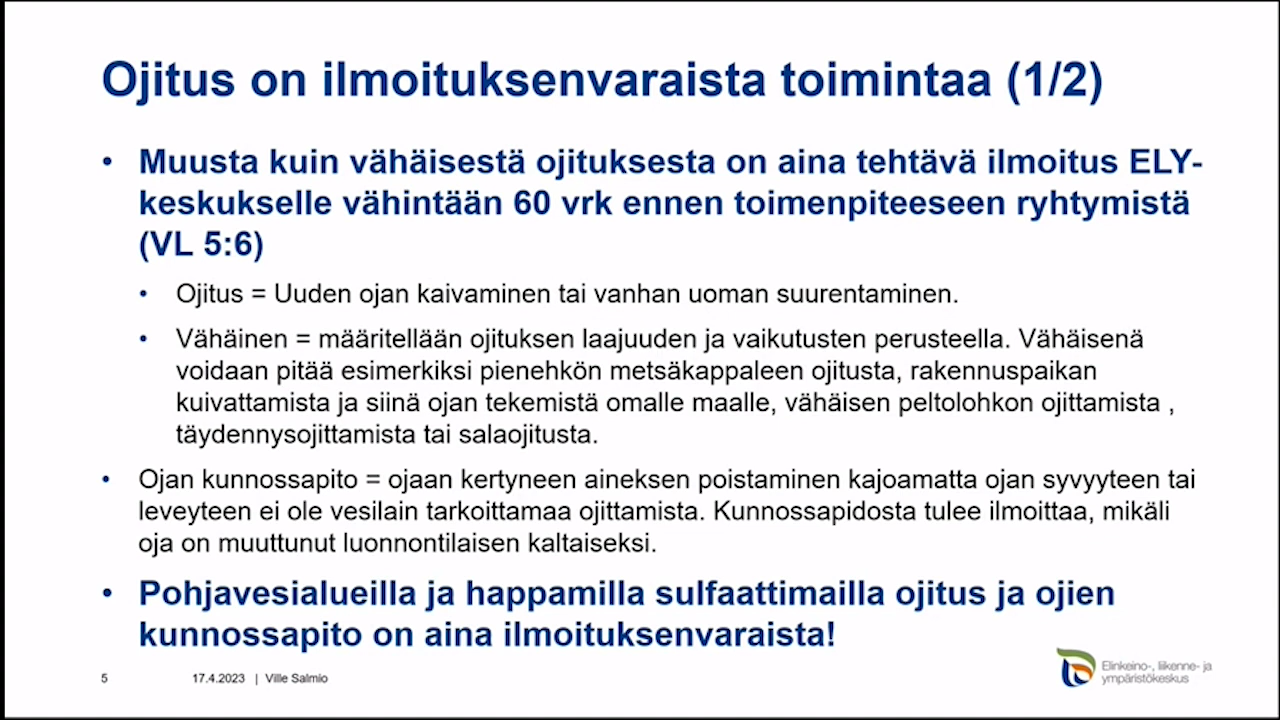 Ojitus on ilmoituksenvaraista toimintaa (1/2)
• Muusta kuin vähäisestä ojituksesta on aina tehtävä ilmoitus ELY-
keskukselle vähintään 60 vrk ennen toimenpiteeseen ryhtymistä
(VL 5:6)
• Ojitus = Uuden ojan kaivaminen tai vanhan uoman suurentaminen.
• Vähäinen = määritellään ojituksen laajuuden ja vaikutusten perusteella. Vähäisenä
voidaan pitää esimerkiksi pienehkön metsäkappaleen ojitusta, rakennuspaikan
kuivattamista ja siinä ojan tekemistä omalle maalle, vähäisen peltolohkon ojittamista ,
täydennysojittamista tai salaojitusta.
• Ojan kunnossapito = ojaan kertyneen aineksen poistaminen kajoamatta ojan syvyyteen tai
leveyteen ei ole vesilain tarkoittamaa ojittamista. Kunnossapidosta tulee ilmoittaa, mikäli
oja on muuttunut luonnontilaisen kaltaiseksi.
• Pohjavesialueilla ja happamilla sulfaattimailla ojitus ja ojien
kunnossapito on aina ilmoituksenvaraista!
5 17.4.2023 | Ville Salmio
Elinkeino-, liikenne- ja
ympäristökeskus